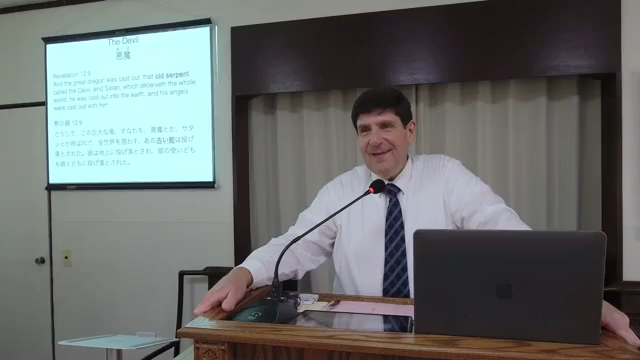 The Devil
あくま
悪魔
Revelation 12:9
And the great dragon was cast out, that old serpent,
called the Devil, and Satan, which deceiveth the whole
world: he was cast out into the earth, and his angels
were cast out with him.
黙示録 12:9
こうして、この巨大な竜、すなわち、悪魔とか、サタ
ンとか呼ばれて、全世界を惑わす、あの古い蛇は投げ
落とされた。彼は地上に投げ落とされ、彼の使いども
も彼とともに投げ落とされた。